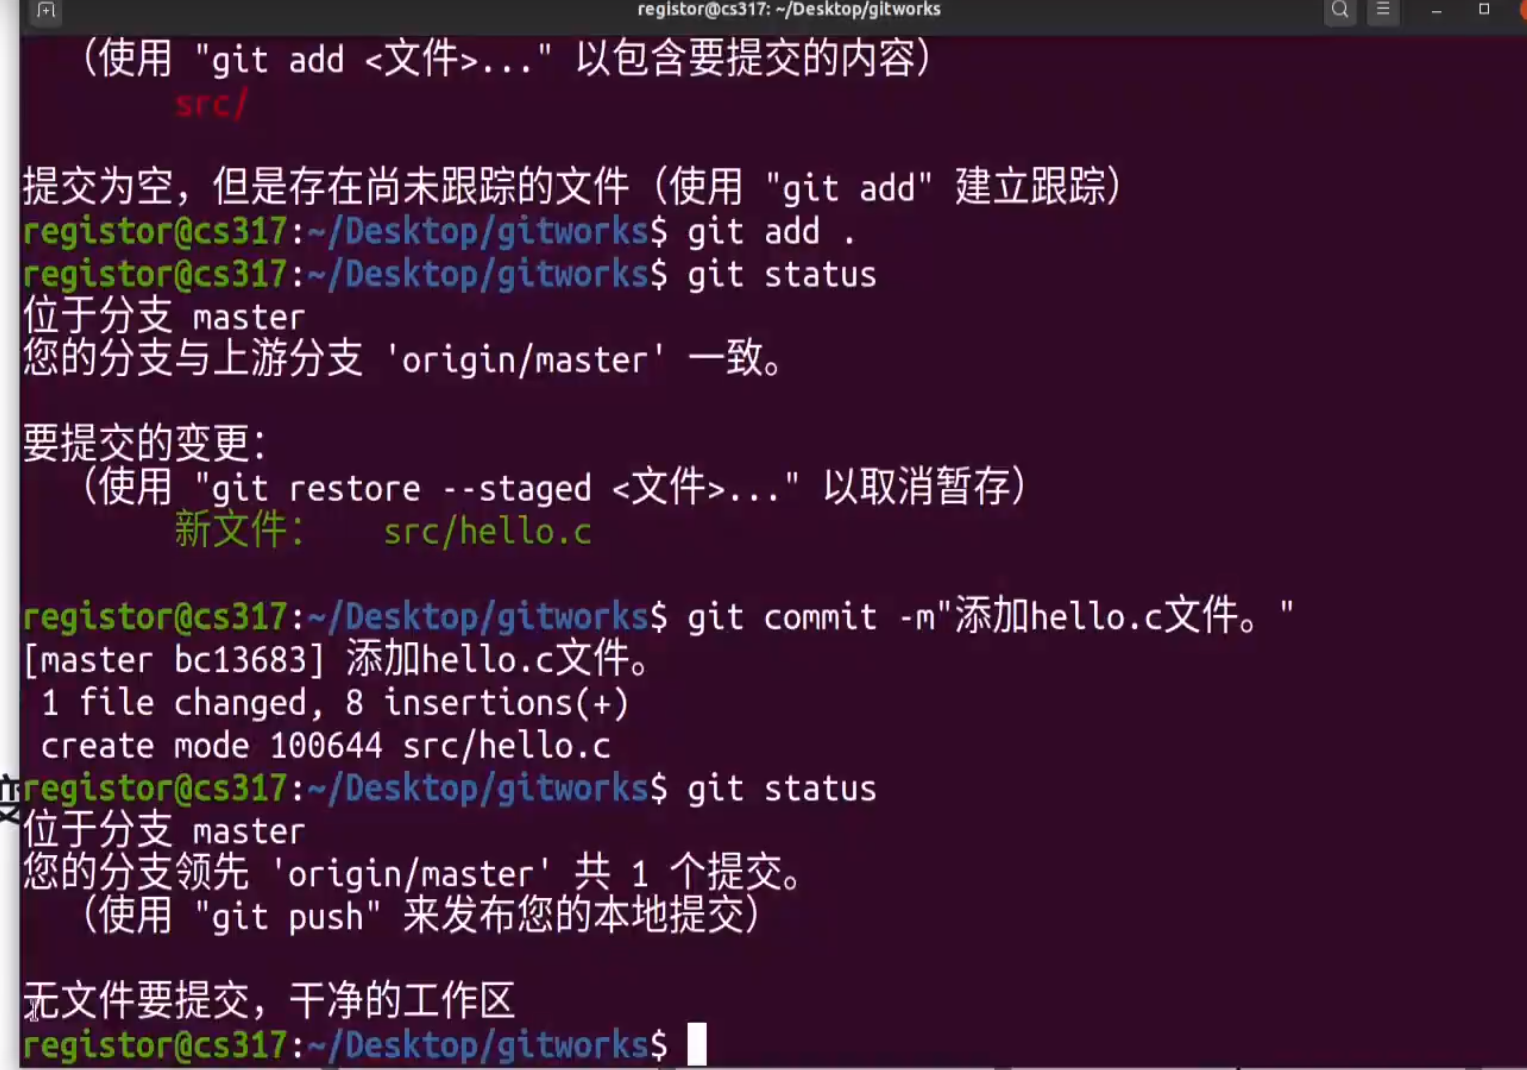 registor@cs317: ~/Desktop/gitworks
（使用 "git add <文件>..." 以包含要提交的内容）
src/
提交为空，但是存在尚未跟踪的文件（使用 "git add" 建立跟踪）
registor@cs317:~/Desktop/gitworks$ git add .
registor@cs317:~/Desktop/gitworks$ git status
位于分支 master
您的分支与上游分支 'origin/master' 一致。
要提交的变更：
（使用 "git restore --staged <文件>..." 以取消暂存）
新文件：   src/hello.c
registor@cs317:~/Desktop/gitworks$ git commit -m"添加hello.c文件。"
[master bc13683] 添加hello.c文件。
1 file changed, 8 insertions(+)
create mode 100644 src/hello.c
registor@cs317:~/Desktop/gitworks$ git status
位于分支 master
您的分支领先 'origin/master' 共 1 个提交。
（使用 "git push" 来发布您的本地提交）
无文件要提交，干净的工作区
registor@cs317:~/Desktop/gitworks$